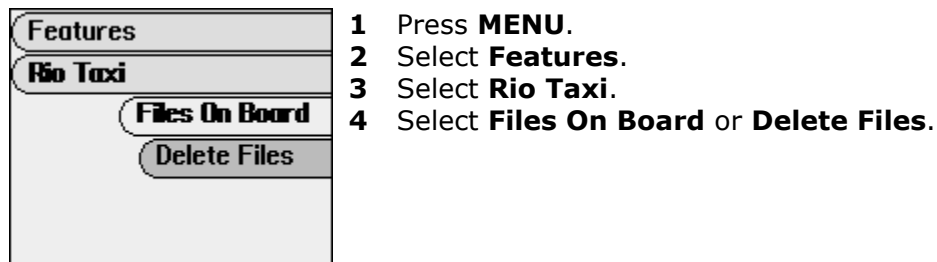 Features
Rio Taxi
Files On Board
Delete Files
1 Press MENU.
2 Select Features.
3 Select Rio Taxi.
4 Select Files On Board or Delete Files.